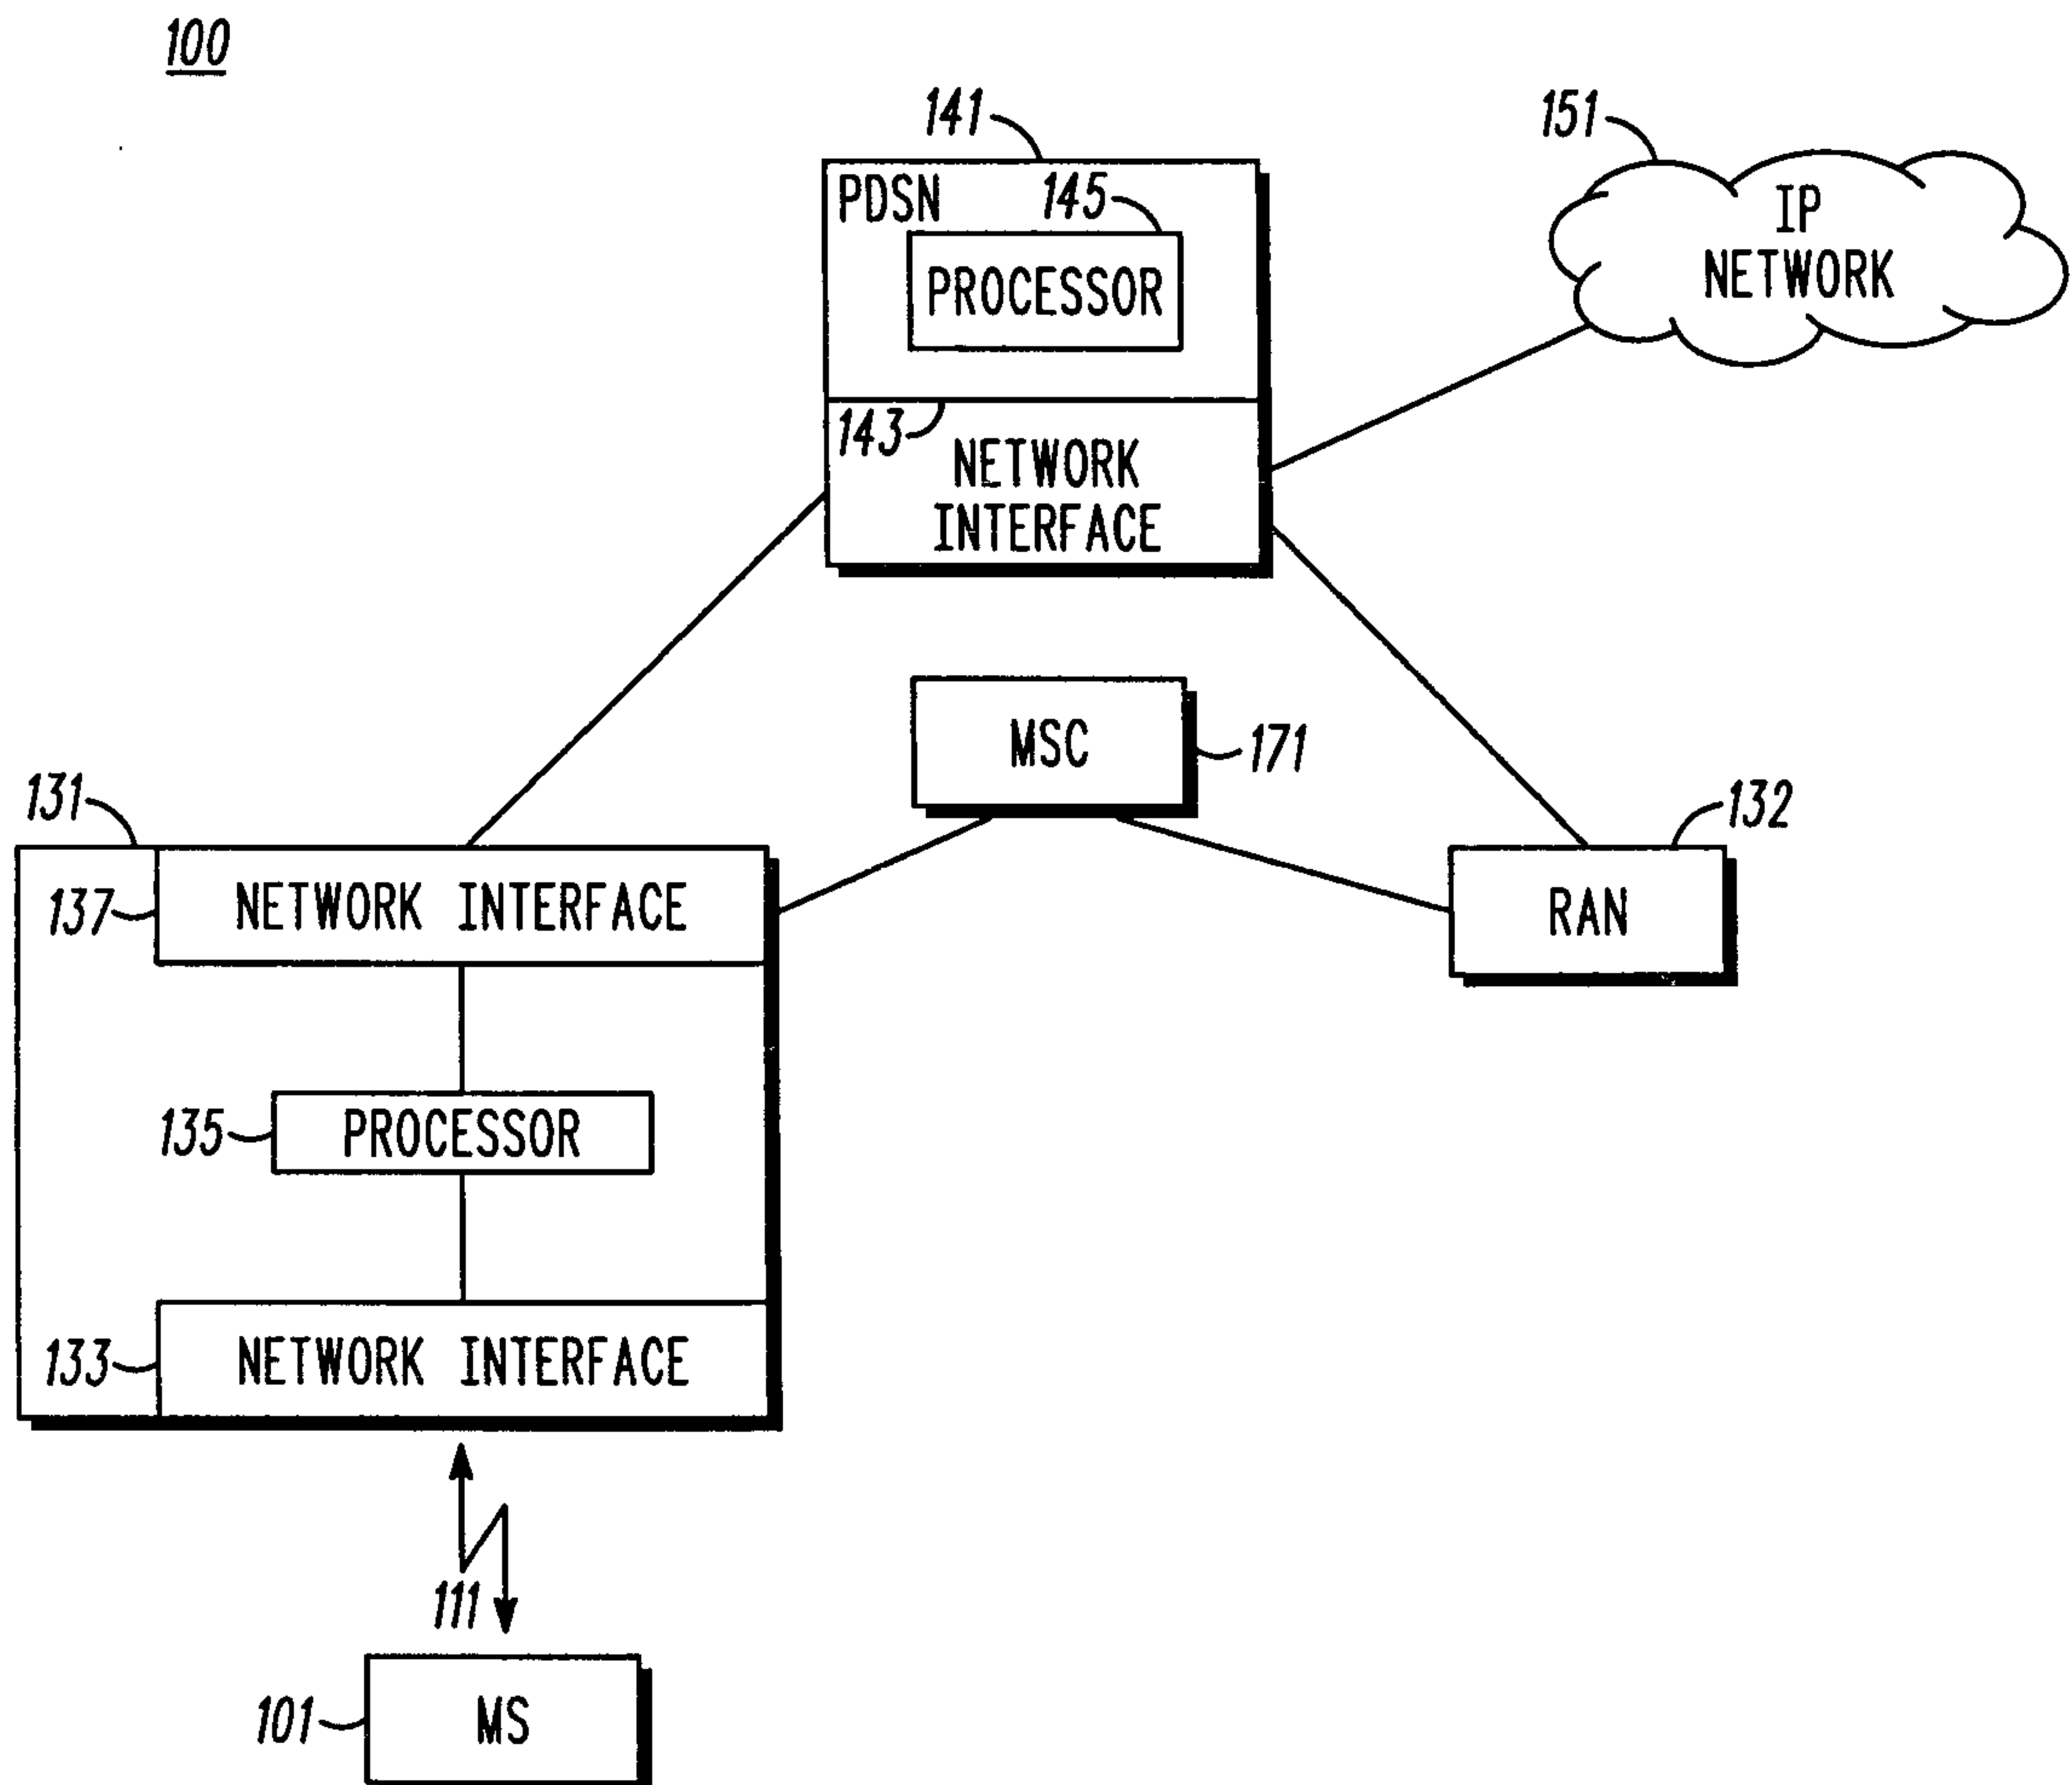 100
141
151
PDSN
145
IP
NETWORK
PROCESSOR
143
NETWORK
INTERFACE
MSC
171
131
132
137
NETWORK INTERFACE
RAN
135
PROCESSOR
133
NETWORK INTERFACE
111
101
MS